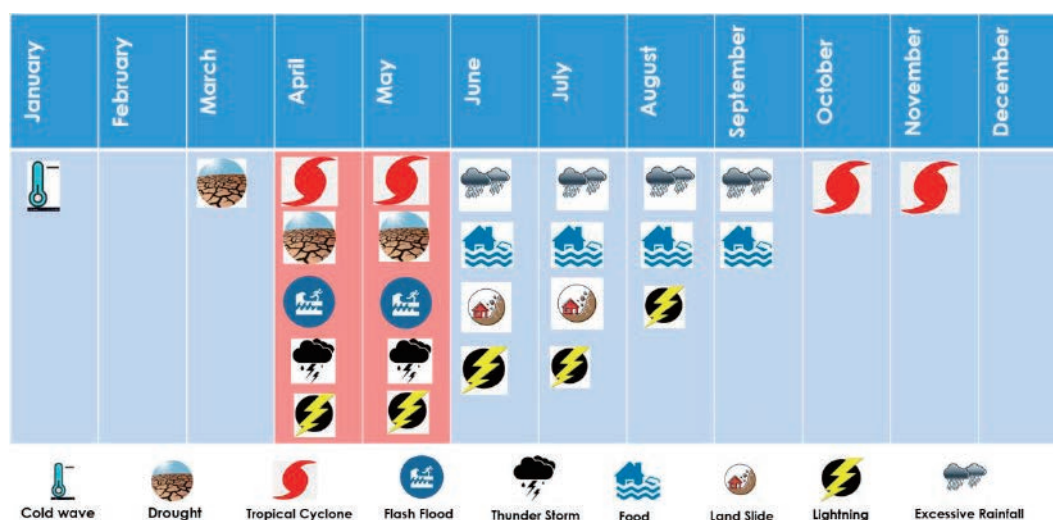 January
February
March
April
May
June
July
August
September
October
November
December
Cold wave
Drought
Tropical Cyclone
Flash Flood
Thunder Storm
Food
Land Slide
Lightning
Excessive Rainfall